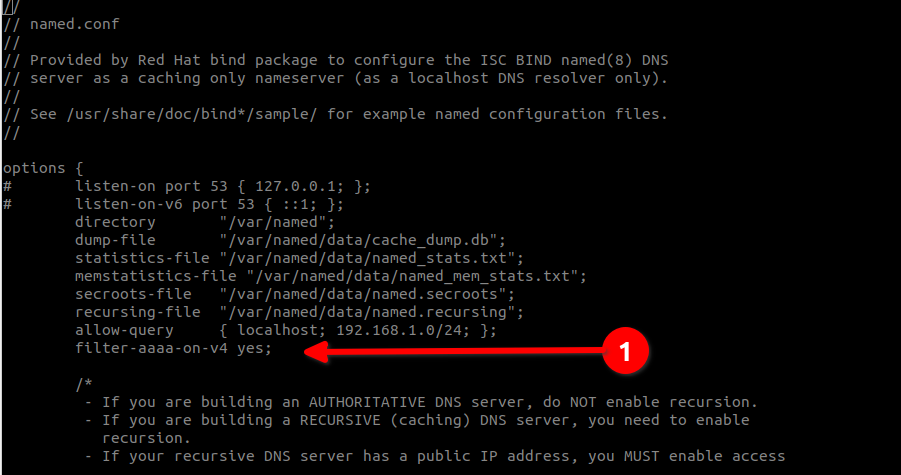 //
// named.conf
//
// Provided by Red Hat bind package to configure the ISC BIND named(8) DNS
// server as a caching only nameserver (as a localhost DNS resolver only).
//
// See /usr/share/doc/bind*/sample/ for example named configuration files.
//
options {
#       listen-on port 53 { 127.0.0.1; };
#       listen-on-v6 port 53 { ::1; };
        directory       "/var/named";
        dump-file       "/var/named/data/cache_dump.db";
        statistics-file "/var/named/data/named_stats.txt";
        memstatistics-file "/var/named/data/named_mem_stats.txt";
        secroots-file   "/var/named/data/named.secroots";
        recursing-file  "/var/named/data/named.recursing";
        allow-query     { localhost; 192.168.1.0/24; };
        filter-aaaa-on-v4 yes;
1
        /*
         - If you are building an AUTHORITATIVE DNS server, do NOT enable recursion.
         - If you are building a RECURSIVE (caching) DNS server, you need to enable
           recursion.
         - If your recursive DNS server has a public IP address, you MUST enable access